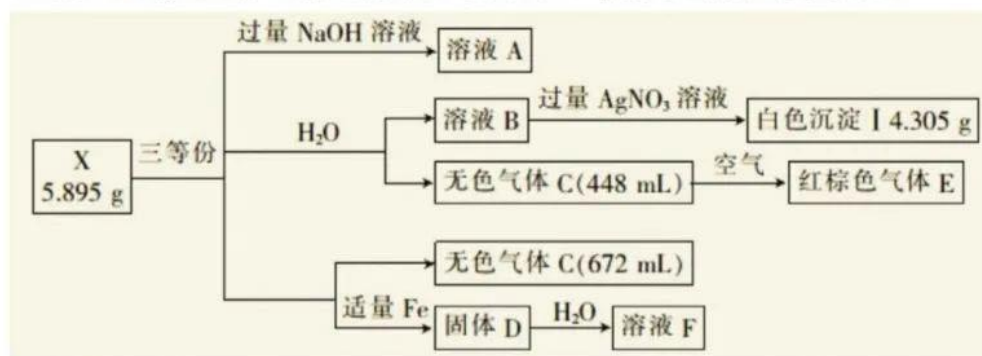 过量 NaOH 溶液
溶液 A
溶液 B
过量 AgNO₃ 溶液
白色沉淀 Ⅰ 4.305 g
H₂O
X
5.895 g
三等份
无色气体 C(448 mL)
空气
红棕色气体 E
无色气体 C(672 mL)
适量 Fe
固体 D
H₂O
溶液 F